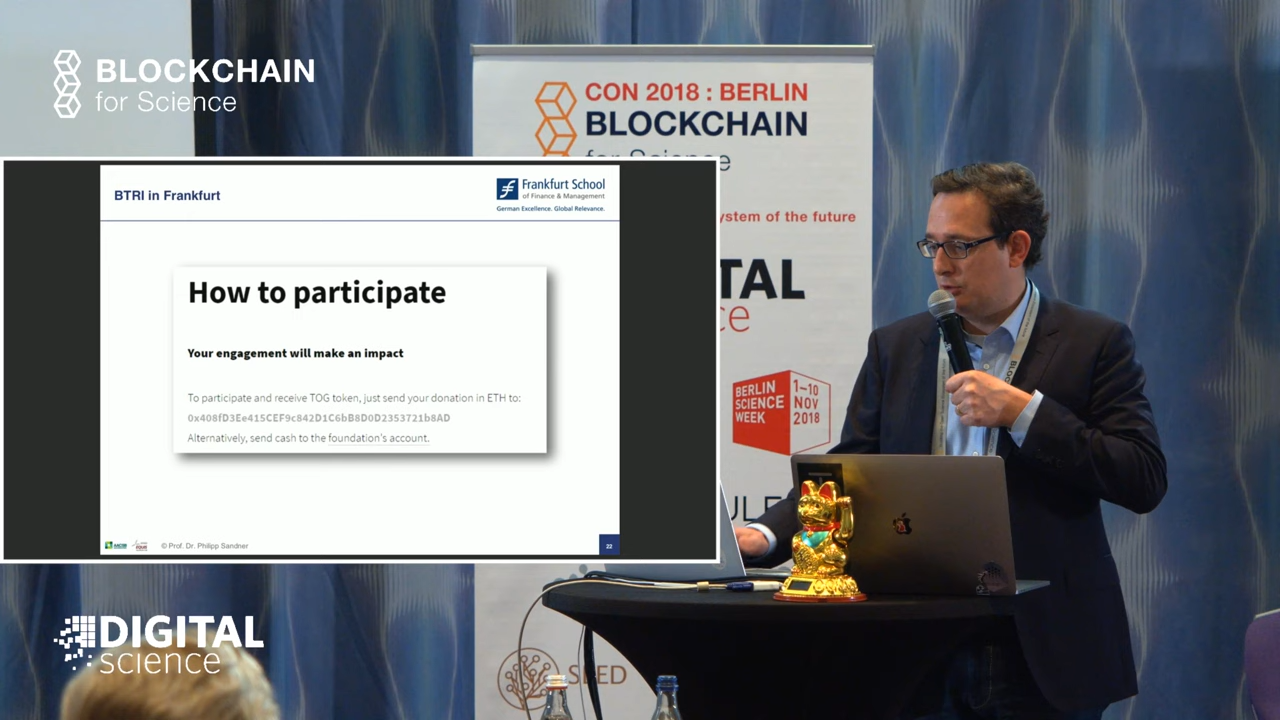 BLOCKCHAIN
for Science
CON 2018 : BERLIN
BLOCKCHAIN
for Science
system of the future
TAL
ce
BERLIN
SCIENCE
WEEK
1–10
NOV
2018
BTRI in Frankfurt
Frankfurt School
of Finance & Management
German Excellence. Global Relevance.
How to participate
Your engagement will make an impact
To participate and receive TOG token, just send your donation in ETH to:
0x408fD3Ee415CEF9c842D1C6bB8D0D2353721b8AD
Alternatively, send cash to the foundation's account.
© Prof. Dr. Philipp Sandner
22
DIGITAL
science